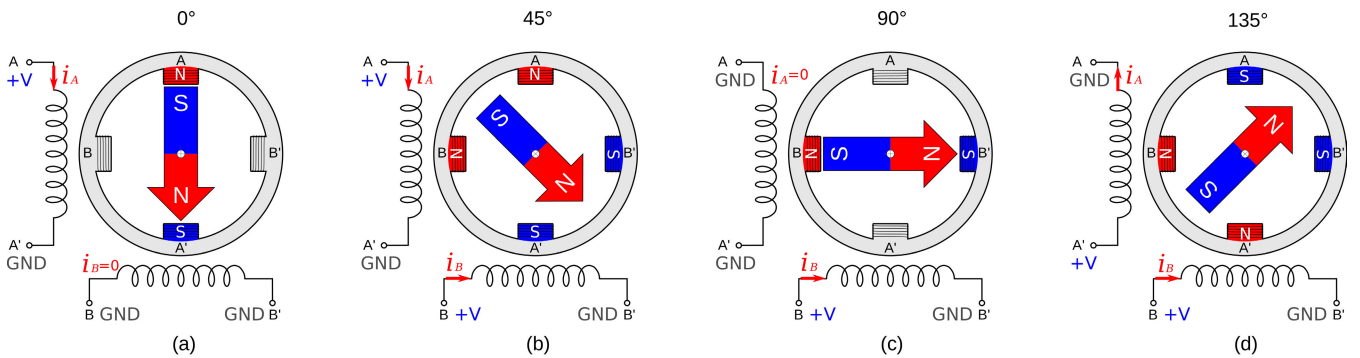 0°
45°
90°
135°
A
+V
iA
A'
GND
iB=0
B GND
GND B'
A
N
S
B
B'
N
S
A'
(a)
A
+V
iA
A'
GND
iB
B +V
GND B'
A
N
S
B N
S B'
N
S
A'
(b)
A
GND
iA=0
A'
GND
iB
B +V
GND B'
A
B N S N S B'
A'
(c)
A
GND
iA
A'
+V
iB
B +V
GND B'
A
S
N
B N
S B'
S
N
A'
(d)